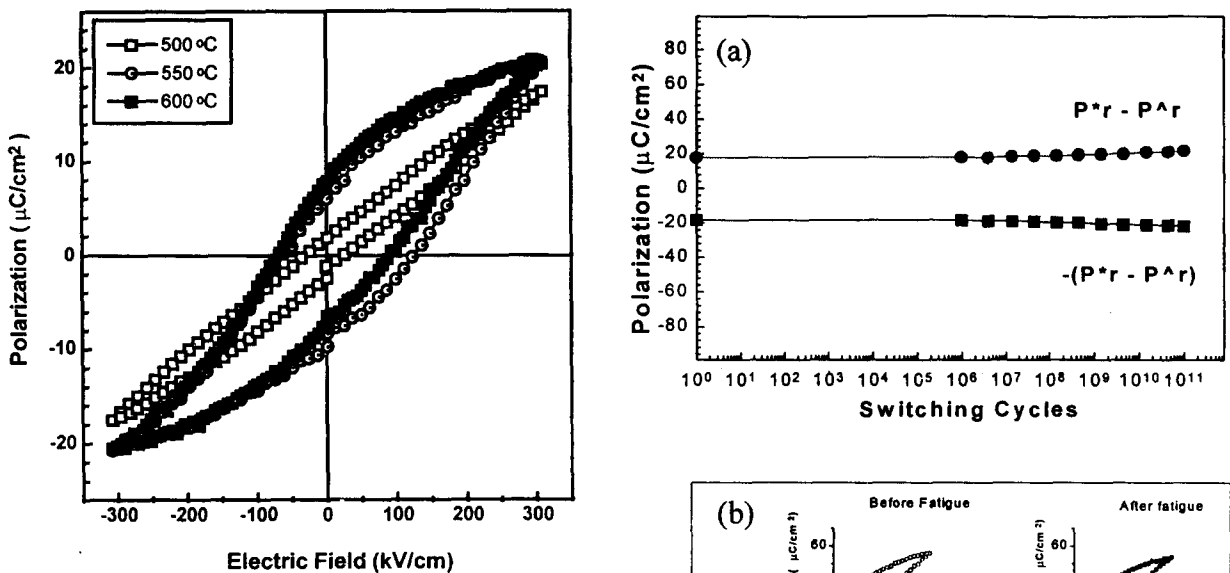 500 ºC
550 ºC
600 ºC
20
10
0
-10
-20
Polarization ( μC/cm²)
-300 -200 -100 0 100 200 300
Electric Field (kV/cm)
(a)
80
60
40
20
0
-20
-40
-60
-80
Polarization (μC/cm²)
P*r - P^r
-(P*r - P^r)
10⁰ 10¹ 10² 10³ 10⁴ 10⁵ 10⁶ 10⁷ 10⁸ 10⁹ 10¹⁰ 10¹¹
Switching Cycles
(b)
Before Fatigue
After fatigue
( μC/cm²)
60
μC/cm²)
60